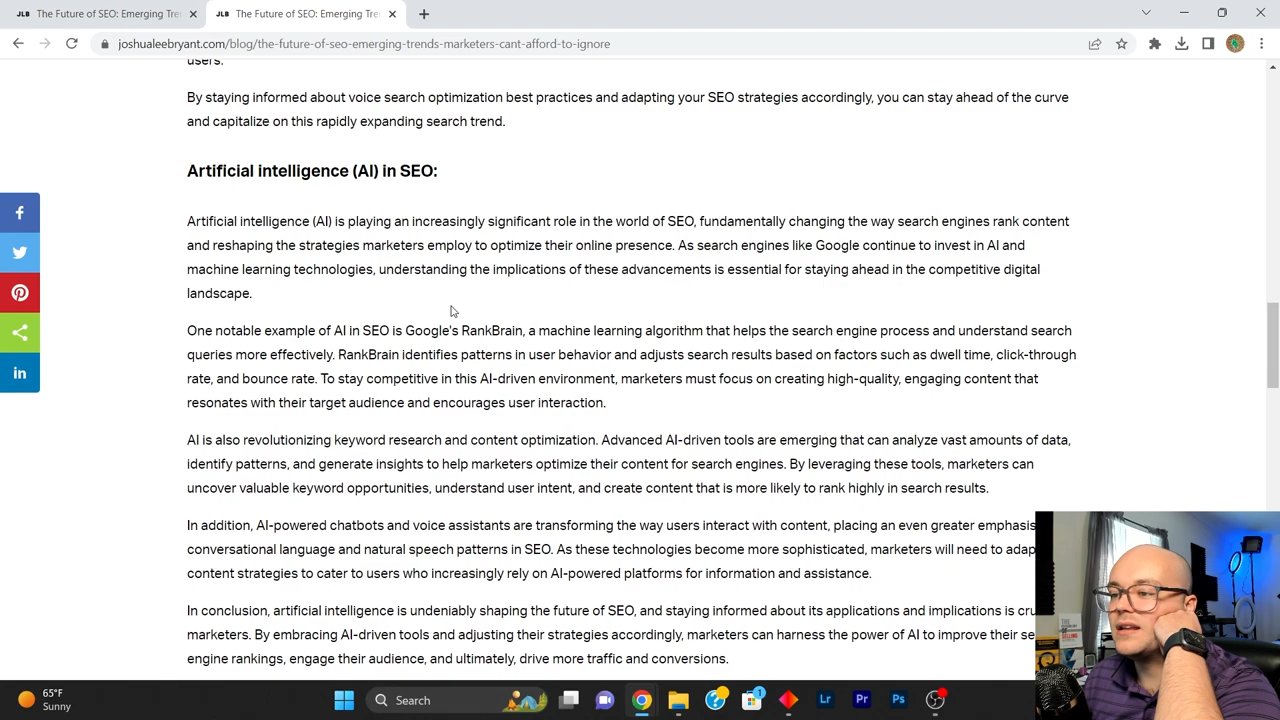 JLB The Future of SEO: Emerging Tre
JLB The Future of SEO: Emerging Tre
joshualeebryant.com/blog/the-future-of-seo-emerging-trends-marketers-cant-afford-to-ignore
users.
By staying informed about voice search optimization best practices and adapting your SEO strategies accordingly, you can stay ahead of the curve
and capitalize on this rapidly expanding search trend.
Artificial intelligence (AI) in SEO:
Artificial intelligence (AI) is playing an increasingly significant role in the world of SEO, fundamentally changing the way search engines rank content
and reshaping the strategies marketers employ to optimize their online presence. As search engines like Google continue to invest in AI and
machine learning technologies, understanding the implications of these advancements is essential for staying ahead in the competitive digital
landscape.
One notable example of AI in SEO is Google's RankBrain, a machine learning algorithm that helps the search engine process and understand search
queries more effectively. RankBrain identifies patterns in user behavior and adjusts search results based on factors such as dwell time, click-through
rate, and bounce rate. To stay competitive in this AI-driven environment, marketers must focus on creating high-quality, engaging content that
resonates with their target audience and encourages user interaction.
AI is also revolutionizing keyword research and content optimization. Advanced AI-driven tools are emerging that can analyze vast amounts of data,
identify patterns, and generate insights to help marketers optimize their content for search engines. By leveraging these tools, marketers can
uncover valuable keyword opportunities, understand user intent, and create content that is more likely to rank highly in search results.
In addition, AI-powered chatbots and voice assistants are transforming the way users interact with content, placing an even greater emphasis
conversational language and natural speech patterns in SEO. As these technologies become more sophisticated, marketers will need to adap
content strategies to cater to users who increasingly rely on AI-powered platforms for information and assistance.
In conclusion, artificial intelligence is undeniably shaping the future of SEO, and staying informed about its applications and implications is cru
marketers. By embracing AI-driven tools and adjusting their strategies accordingly, marketers can harness the power of AI to improve their se
engine rankings, engage their audience, and ultimately, drive more traffic and conversions.
65°F
Sunny
Search
Lr
Pr
Ps
1
f
in
SELLING